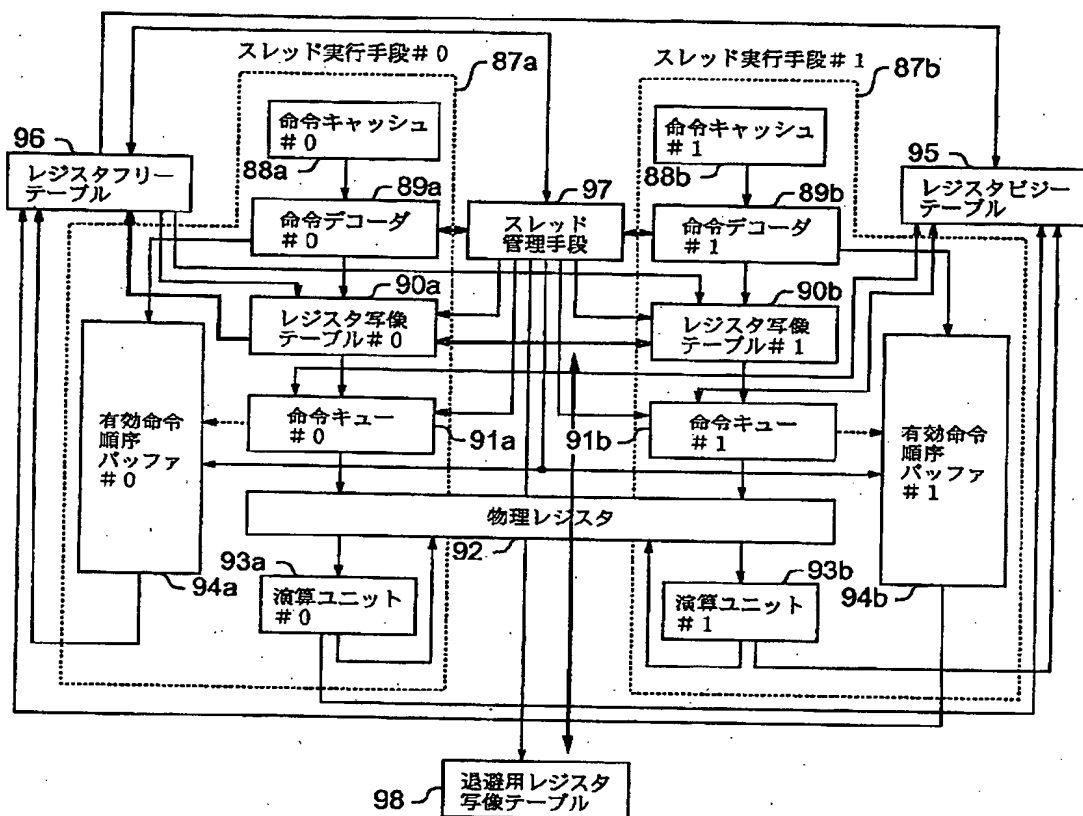 スレッド実行手段#0
87a
スレッド実行手段#1
87b
命令キャッシュ
#0
88a
命令キャッシュ
#1
88b
96
レジスタフリー
テーブル
95
レジスタビジー
テーブル
89a
命令デコーダ
#0
97
スレッド
管理手段
89b
命令デコーダ
#1
90a
レジスタ写像
テーブル#0
90b
レジスタ写像
テーブル#1
有効命令
順序
バッファ
#0
94a
命令キュー
#0
91a
命令キュー
#1
91b
有効命令
順序
バッファ
#1
94b
物理レジスタ
92
93a
演算ユニット
#0
93b
演算ユニット
#1
98
退避用レジスタ
写像テーブル